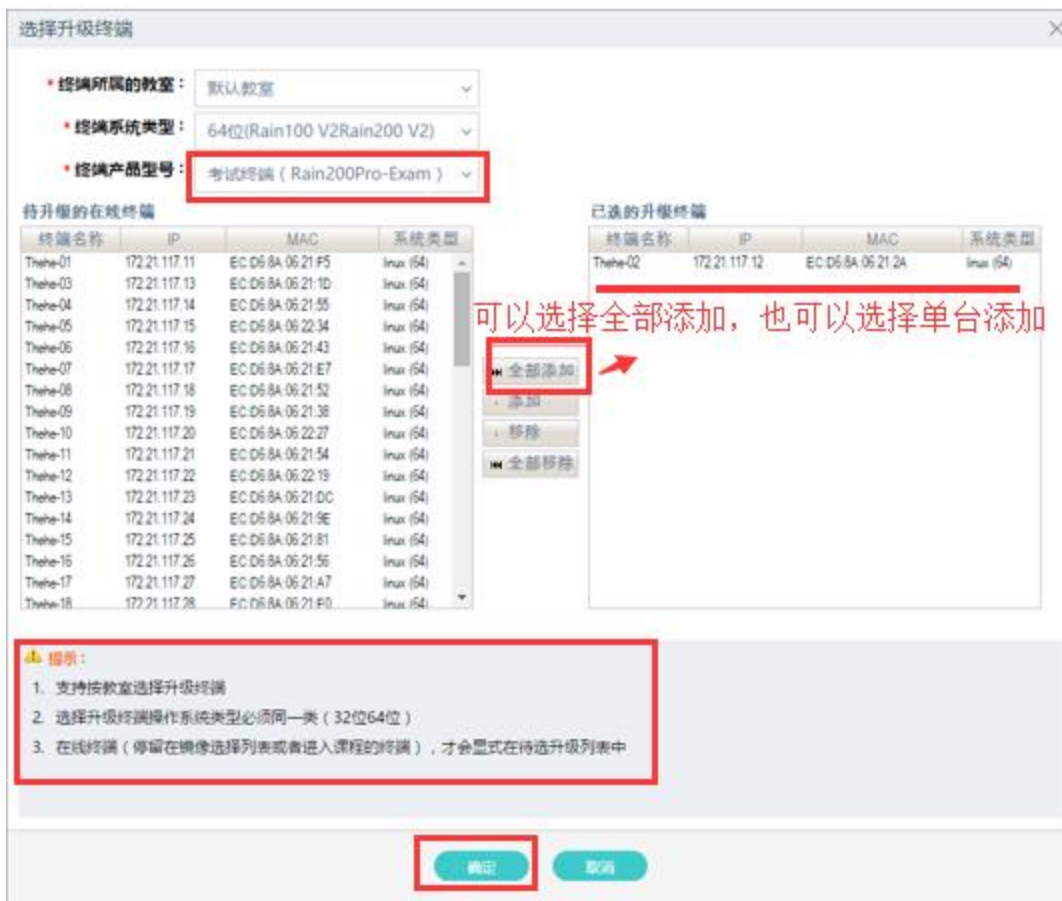 选择升级终端
* 终端所属的教室： 默认教室
* 终端系统类型： 64位(Rain100 V2Rain200 V2)
* 终端产品型号： 考试终端（Rain200Pro-Exam）
待升级的在线终端
终端名称 IP MAC 系统类型
Thehe-01 172.21.117.11 EC:D6:8A:06:21:F5 linux (64)
Thehe-03 172.21.117.13 EC:D6:8A:06:21:1D linux (64)
Thehe-04 172.21.117.14 EC:D6:8A:06:21:55 linux (64)
Thehe-05 172.21.117.15 EC:D6:8A:06:22:34 linux (64)
Thehe-06 172.21.117.16 EC:D6:8A:06:21:43 linux (64)
Thehe-07 172.21.117.17 EC:D6:8A:06:21:E7 linux (64)
Thehe-08 172.21.117.18 EC:D6:8A:06:21:52 linux (64)
Thehe-09 172.21.117.19 EC:D6:8A:06:21:38 linux (64)
Thehe-10 172.21.117.20 EC:D6:8A:06:22:27 linux (64)
Thehe-11 172.21.117.21 EC:D6:8A:06:21:54 linux (64)
Thehe-12 172.21.117.22 EC:D6:8A:06:22:19 linux (64)
Thehe-13 172.21.117.23 EC:D6:8A:06:21:DC linux (64)
Thehe-14 172.21.117.24 EC:D6:8A:06:21:9E linux (64)
Thehe-15 172.21.117.25 EC:D6:8A:06:21:81 linux (64)
Thehe-16 172.21.117.26 EC:D6:8A:06:21:56 linux (64)
Thehe-17 172.21.117.27 EC:D6:8A:06:21:A7 linux (64)
Thehe-18 172.21.117.28 EC:D6:8A:06:21:F0 linux (64)
全部添加
添加
移除
全部移除
已选的升级终端
终端名称 IP MAC 系统类型
Thehe-02 172.21.117.12 EC:D6:8A:06:21:2A linux (64)
可以选择全部添加，也可以选择单台添加
提示：
1. 支持按教室选择升级终端
2. 选择升级终端操作系统类型必须同一类（32位64位）
3. 在线终端（停留在镜像选择列表或者进入课程的终端），才会显式在待选升级列表中
确定
取消